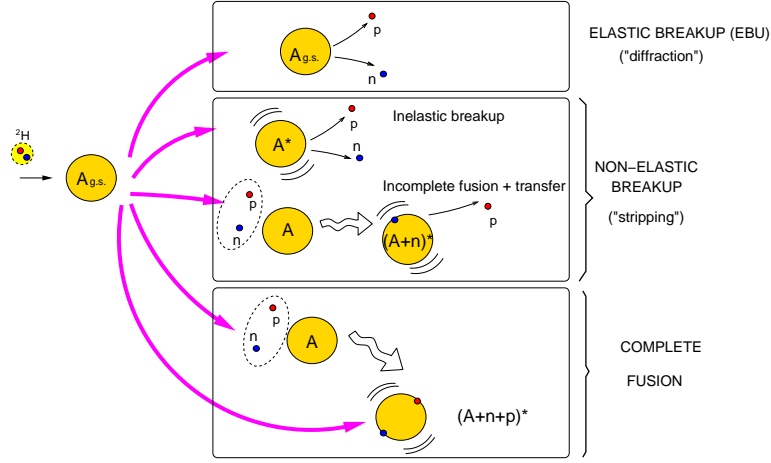 ²H
A g.s.
A g.s.
p
n
ELASTIC BREAKUP (EBU)
("diffraction")
A*
p
n
Inelastic breakup
Incomplete fusion + transfer
p
n
A
(A+n)*
p
NON−ELASTIC
BREAKUP
("stripping")
p
n
A
(A+n+p)*
COMPLETE
FUSION